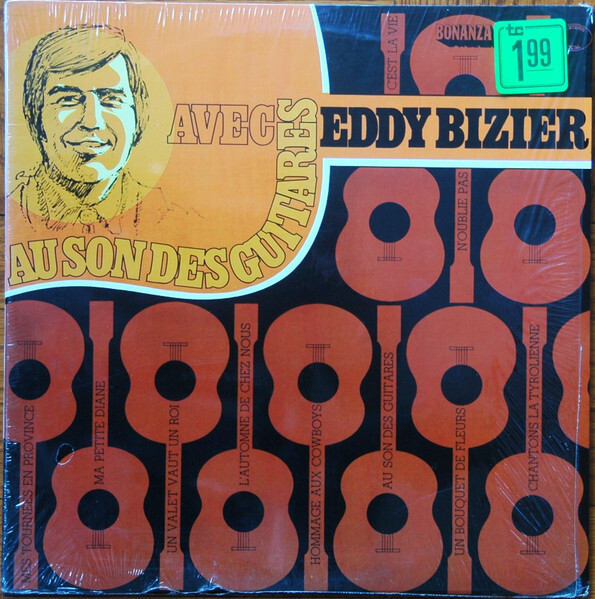 C'EST LA VIE
BONANZA
tc
1 99
AVEC
EDDY BIZIER
AU SON DES GUITARES
N'OUBLIE PAS
MES TOURNÉES EN PROVINCE
MA PETITE DIANE
UN VALET VAUT UN ROI
L'AUTOMNE DE CHEZ NOUS
HOMMAGE AUX COWBOYS
AU SON DES GUITARES
UN BOUQUET DE FLEURS
CHANTONS LA TYROLIENNE